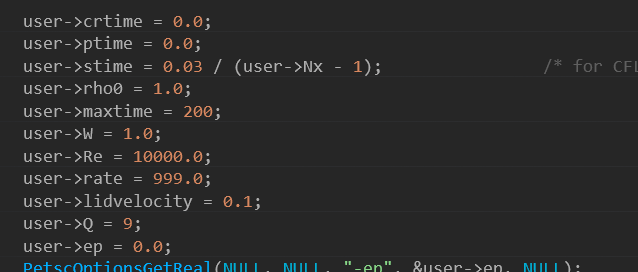 user->crtime = 0.0;
user->ptime = 0.0;
user->stime = 0.03 / (user->Nx - 1); /* for CFL
user->rho0 = 1.0;
user->maxtime = 200;
user->W = 1.0;
user->Re = 10000.0;
user->rate = 999.0;
user->lidvelocity = 0.1;
user->Q = 9;
user->ep = 0.0;
PetscOptionsGetReal(NULL, NULL, "-ep", &user->ep, NULL);